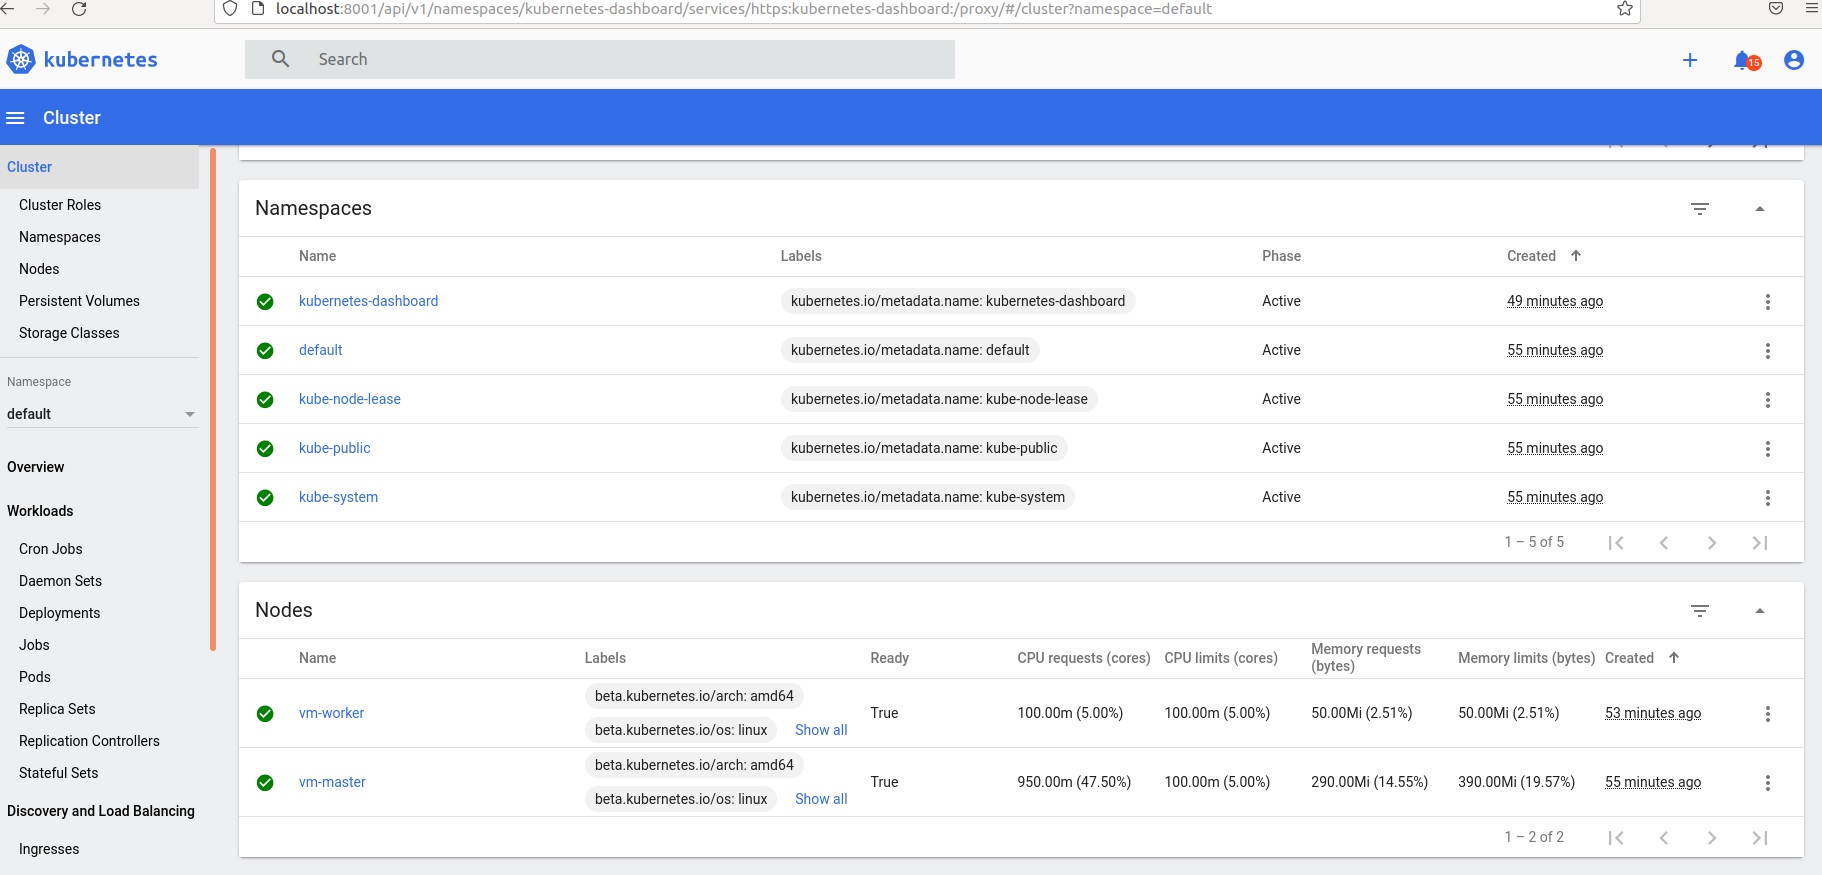 localhost:8001/api/v1/namespaces/kubernetes-dashboard/services/https:kubernetes-dashboard:/proxy/#/cluster?namespace=default
kubernetes
Search
15
Cluster
Cluster
Cluster Roles
Namespaces
Nodes
Persistent Volumes
Storage Classes
Namespace
default
Overview
Workloads
Cron Jobs
Daemon Sets
Deployments
Jobs
Pods
Replica Sets
Replication Controllers
Stateful Sets
Discovery and Load Balancing
Ingresses
Namespaces
Name Labels Phase Created
kubernetes-dashboard kubernetes.io/metadata.name: kubernetes-dashboard Active 49 minutes ago
default kubernetes.io/metadata.name: default Active 55 minutes ago
kube-node-lease kubernetes.io/metadata.name: kube-node-lease Active 55 minutes ago
kube-public kubernetes.io/metadata.name: kube-public Active 55 minutes ago
kube-system kubernetes.io/metadata.name: kube-system Active 55 minutes ago
1 – 5 of 5
Nodes
Name Labels Ready CPU requests (cores) CPU limits (cores) Memory requests (bytes) Memory limits (bytes) Created
beta.kubernetes.io/arch: amd64
vm-worker True 100.00m (5.00%) 100.00m (5.00%) 50.00Mi (2.51%) 50.00Mi (2.51%) 53 minutes ago
beta.kubernetes.io/os: linux Show all
beta.kubernetes.io/arch: amd64
vm-master True 950.00m (47.50%) 100.00m (5.00%) 290.00Mi (14.55%) 390.00Mi (19.57%) 55 minutes ago
beta.kubernetes.io/os: linux Show all
1 – 2 of 2